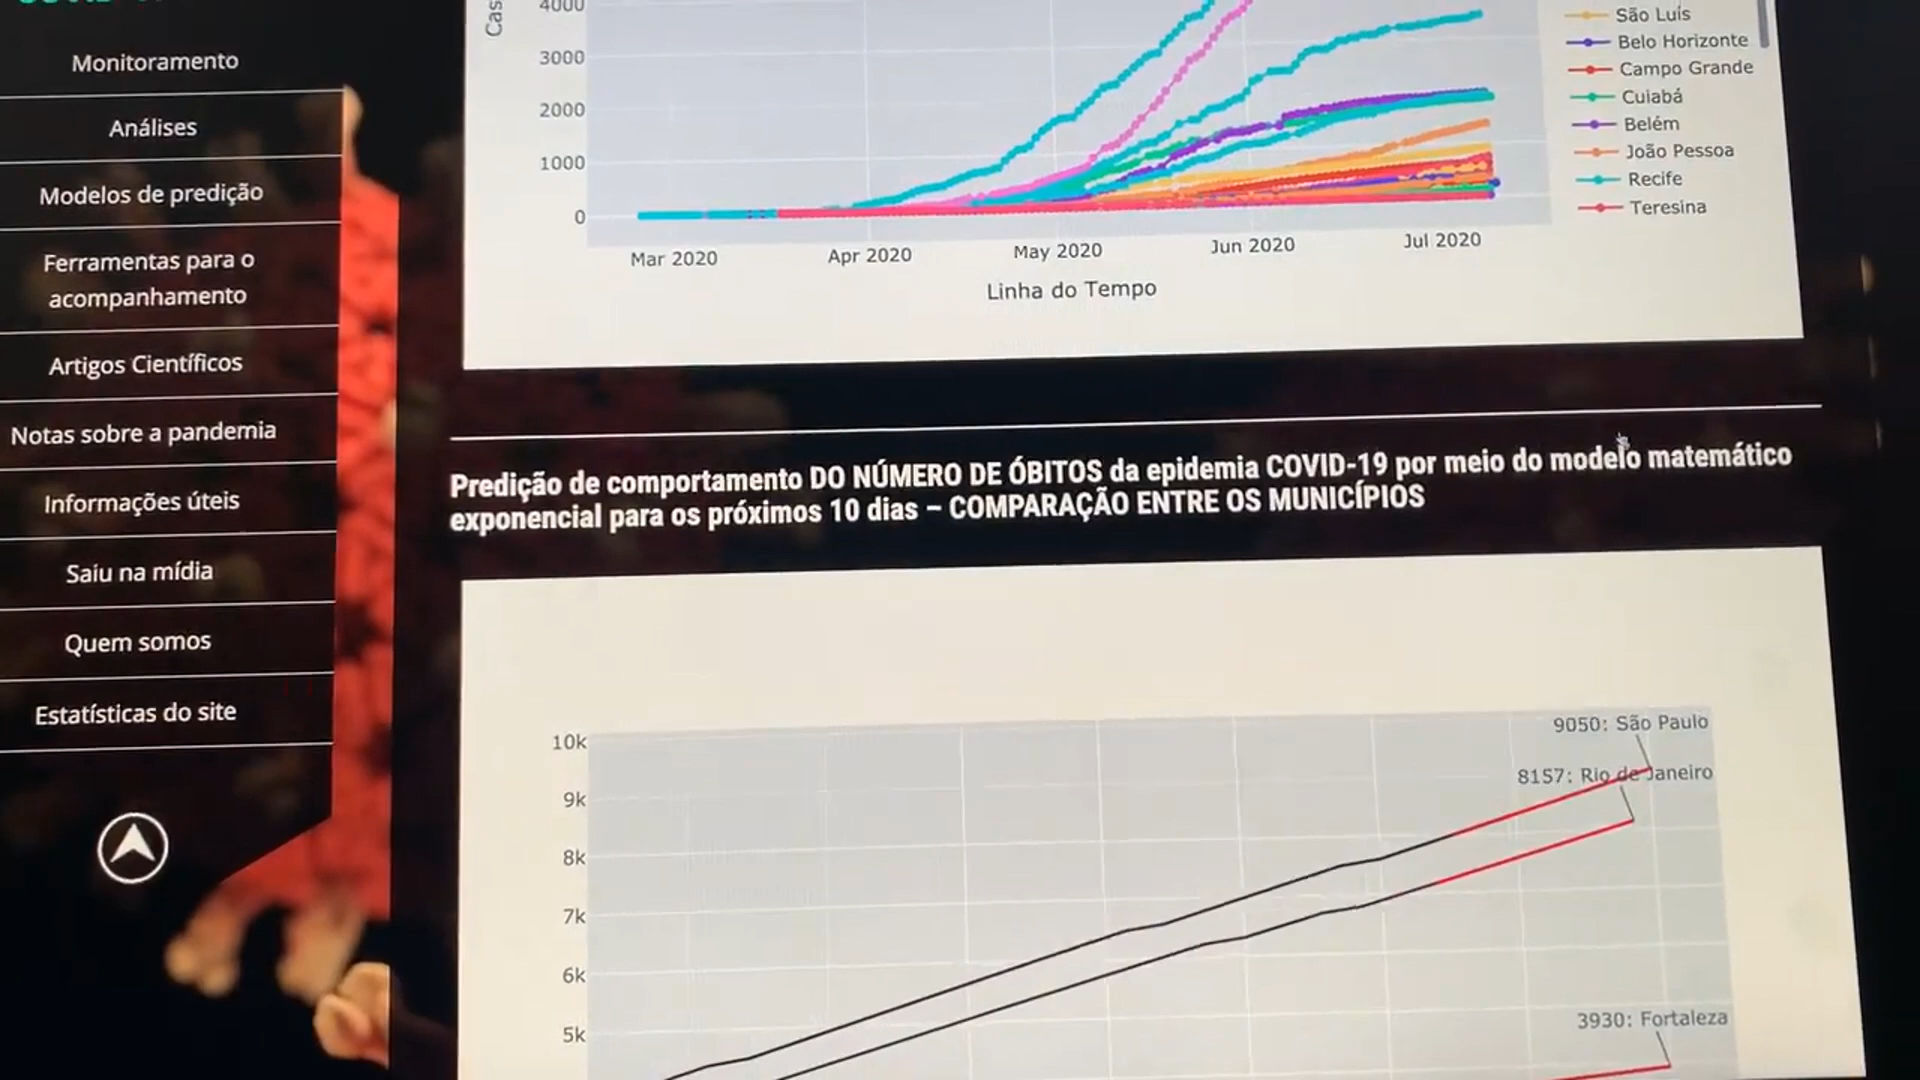 Monitoramento
Análises
Modelos de predição
Ferramentas para o
acompanhamento
Artigos Científicos
Notas sobre a pandemia
Informações úteis
Saiu na mídia
Quem somos
Estatísticas do site
Cas
4000
3000
2000
1000
0
Mar 2020
Apr 2020
May 2020
Jun 2020
Jul 2020
Linha do Tempo
São Luís
Belo Horizonte
Campo Grande
Cuiabá
Belém
João Pessoa
Recife
Teresina
Predição de comportamento DO NÚMERO DE ÓBITOS da epidemia COVID-19 por meio do modelo matemático
exponencial para os próximos 10 dias – COMPARAÇÃO ENTRE OS MUNICÍPIOS
10k
9k
8k
7k
6k
5k
9050: São Paulo
8157: Rio de Janeiro
3930: Fortaleza